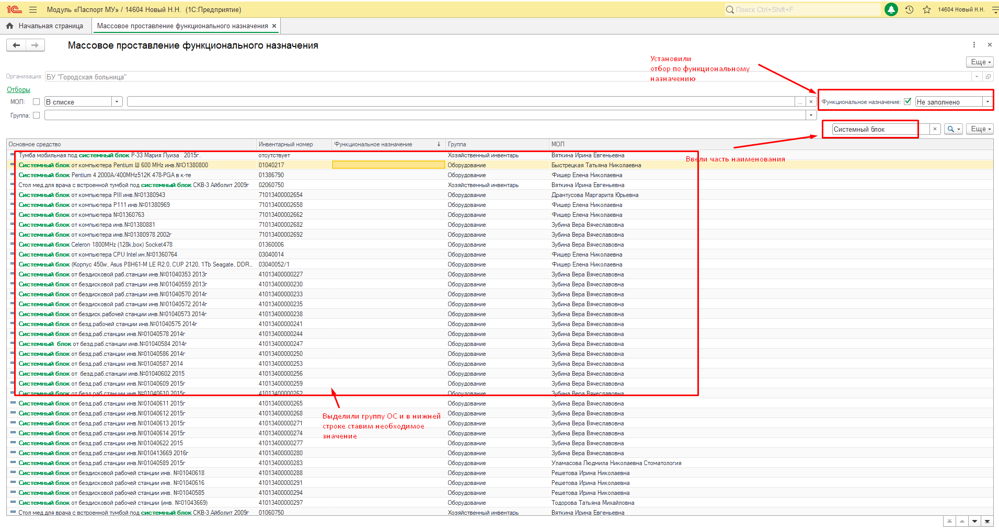 1С Модуль «Паспорт МУ» / 14604 Новый Н.Н. (1С:Предприятие) Поиск Ctrl+Shift+F 14604 Новый Н.Н.
Начальная страница Массовое проставление функционального назначения ×
Массовое проставление функционального назначения
Еще
Установили
отбор по функциональному
назначению
Организация: БУ "Городская больница"
Отборы
МОЛ: В списке ... × Функциональное назначение: Не заполнено
Группа:
Системный блок × Еще
Ввели часть наименования
Основное средство Инвентарный номер Функциональное назначение ↓ Группа МОЛ
Тумба мобильная под системный блок Р-33 Мария Луиза 2015г. отсутствует Хозяйственный инвентарь Вяткина Ирина Евгеньевна
Системный блок от компьютера Pentium Ш 600 MHz инв.№О1380800 01040217 Оборудование Быстрецкая Татьяна Николаевна
Системный блок Pentium 4 2000A/400MHz512K 478-PGA в к-те 01386790 Оборудование Фишер Елена Николаевна
Стол мед.для врача с встроенной тумбой под системный блок СКВ-3 Айболит 2009г 02060750 Хозяйственный инвентарь Вяткина Ирина Евгеньевна
Системный блок от компьютера РIII инв.№01380943 71013400002654 Оборудование Дрантусова Маргарита Юрьевна
Системный блок от компьютера Р111 инв.№01380969 71013400002658 Оборудование Фишер Елена Николаевна
Системный блок от компьютера №01360763 71013400002662 Оборудование Фишер Елена Николаевна
Системный блок от компьютера инв.№01380881 71013400002682 Оборудование Зубина Вера Вячеславовна
Системный блок от компьютера инв.№01380978 2002г 71013400002692 Оборудование Зубина Вера Вячеславовна
Системный блок Celeron 1800MHz (128k,box) Socket478 01360006 Оборудование Зубина Вера Вячеславовна
Системный блок от компьютера CPU Intel ин.№01360764 03040014 Оборудование Фишер Елена Николаевна
Системный блок (Корпус 450w, Asus P8H61-M LE R2.0, CUP 2120, 1Tb Seagate, DDR... 03040052/1 Оборудование Фишер Елена Николаевна
Системный блок от бездисковой раб.станции инв.№01040353 2013г 41013400000227 Оборудование Зубина Вера Вячеславовна
Системный блок от бездисковой раб.станции инв.№01040559 2013г 41013400000230 Оборудование Зубина Вера Вячеславовна
Системный блок от бездисковой раб.станции инв.№01040570 2014г 41013400000233 Оборудование Зубина Вера Вячеславовна
Системный блок от бездисковой раб.станции инв.№01040572 2014г 41013400000235 Оборудование Зубина Вера Вячеславовна
Системный блок от бездиск.рабочей станции инв.№01040573 2014г 41013400000238 Оборудование Зубина Вера Вячеславовна
Системный блок от безд.рабочей станции инв.№01040575 2014г 41013400000241 Оборудование Зубина Вера Вячеславовна
Системный блок от безд.раб.станции инв.№01040578 2014г 41013400000244 Оборудование Зубина Вера Вячеславовна
Системный блок от безд.раб.станции инв.№01040584 2014г 41013400000247 Оборудование Зубина Вера Вячеславовна
Системный блок от безд.раб.станции инв.№01040586 2014г 41013400000250 Оборудование Зубина Вера Вячеславовна
Системный блок от безд.раб.станции инв.№01040587 2014 41013400000253 Оборудование Зубина Вера Вячеславовна
Системный блок от безд.раб.станции инв.№01040602 2015 41013400000256 Оборудование Зубина Вера Вячеславовна
Системный блок от безд.раб.станции инв.№01040609 2015г 41013400000259 Оборудование Зубина Вера Вячеславовна
Системный блок от безд.раб.станции инв.№01040610 2015г 41013400000262 Оборудование Зубина Вера Вячеславовна
Системный блок от безд.раб.станции инв.№01040611 2015г 41013400000265 Оборудование Зубина Вера Вячеславовна
Системный блок от безд.раб.станции инв.№01040612 2015г 41013400000268 Оборудование Зубина Вера Вячеславовна
Системный блок от безд.раб.станции инв.№01040613 2015г 41013400000271 Оборудование Зубина Вера Вячеславовна
Системный блок от безд.раб.станции инв.№01040614 2015г 41013400000274 Оборудование Зубина Вера Вячеславовна
Системный блок от безд.раб.станции инв.№01040622 2015 41013400000277 Оборудование Зубина Вера Вячеславовна
Системный блок от безд.раб.станции инв.№010413669 2016г 41013400000280 Оборудование Зубина Вера Вячеславовна
Системный блок от безд.раб.станции инв.№01040589 2015г 41013400000283 Оборудование Уламасова Людмила Николаевна Стоматология
Системный блок от бездисковой рабочей станции инв. №01040618 41013400000288 Оборудование Решетова Ирина Николаевна
Системный блок от бездисковой рабочей станции инв. №01040616 41013400000291 Оборудование Решетова Ирина Николаевна
Системный блок от бездисковой рабочей станции инв. №01040585 41013400000294 Оборудование Решетова Ирина Николаевна
Системный блок от бездисковой рабочей станции (инв. №01043669) 41013400000297 Оборудование Тодорова Татьяна Михайловна
Стол мед.для врача с встроенной тумбой под системный блок СКВ-3 Айболит 2009г 01060750 Хозяйственный инвентарь Вяткина Ирина Евгеньевна
Выделили группу ОС и в нижней
строке ставим необходимое
значение